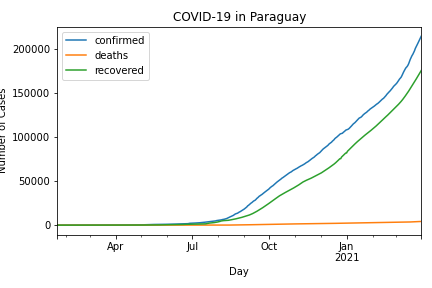 COVID-19 in Paraguay
confirmed
deaths
recovered
200000
150000
100000
50000
0
Number of Cases
Apr
Jul
Oct
Jan
2021
Day